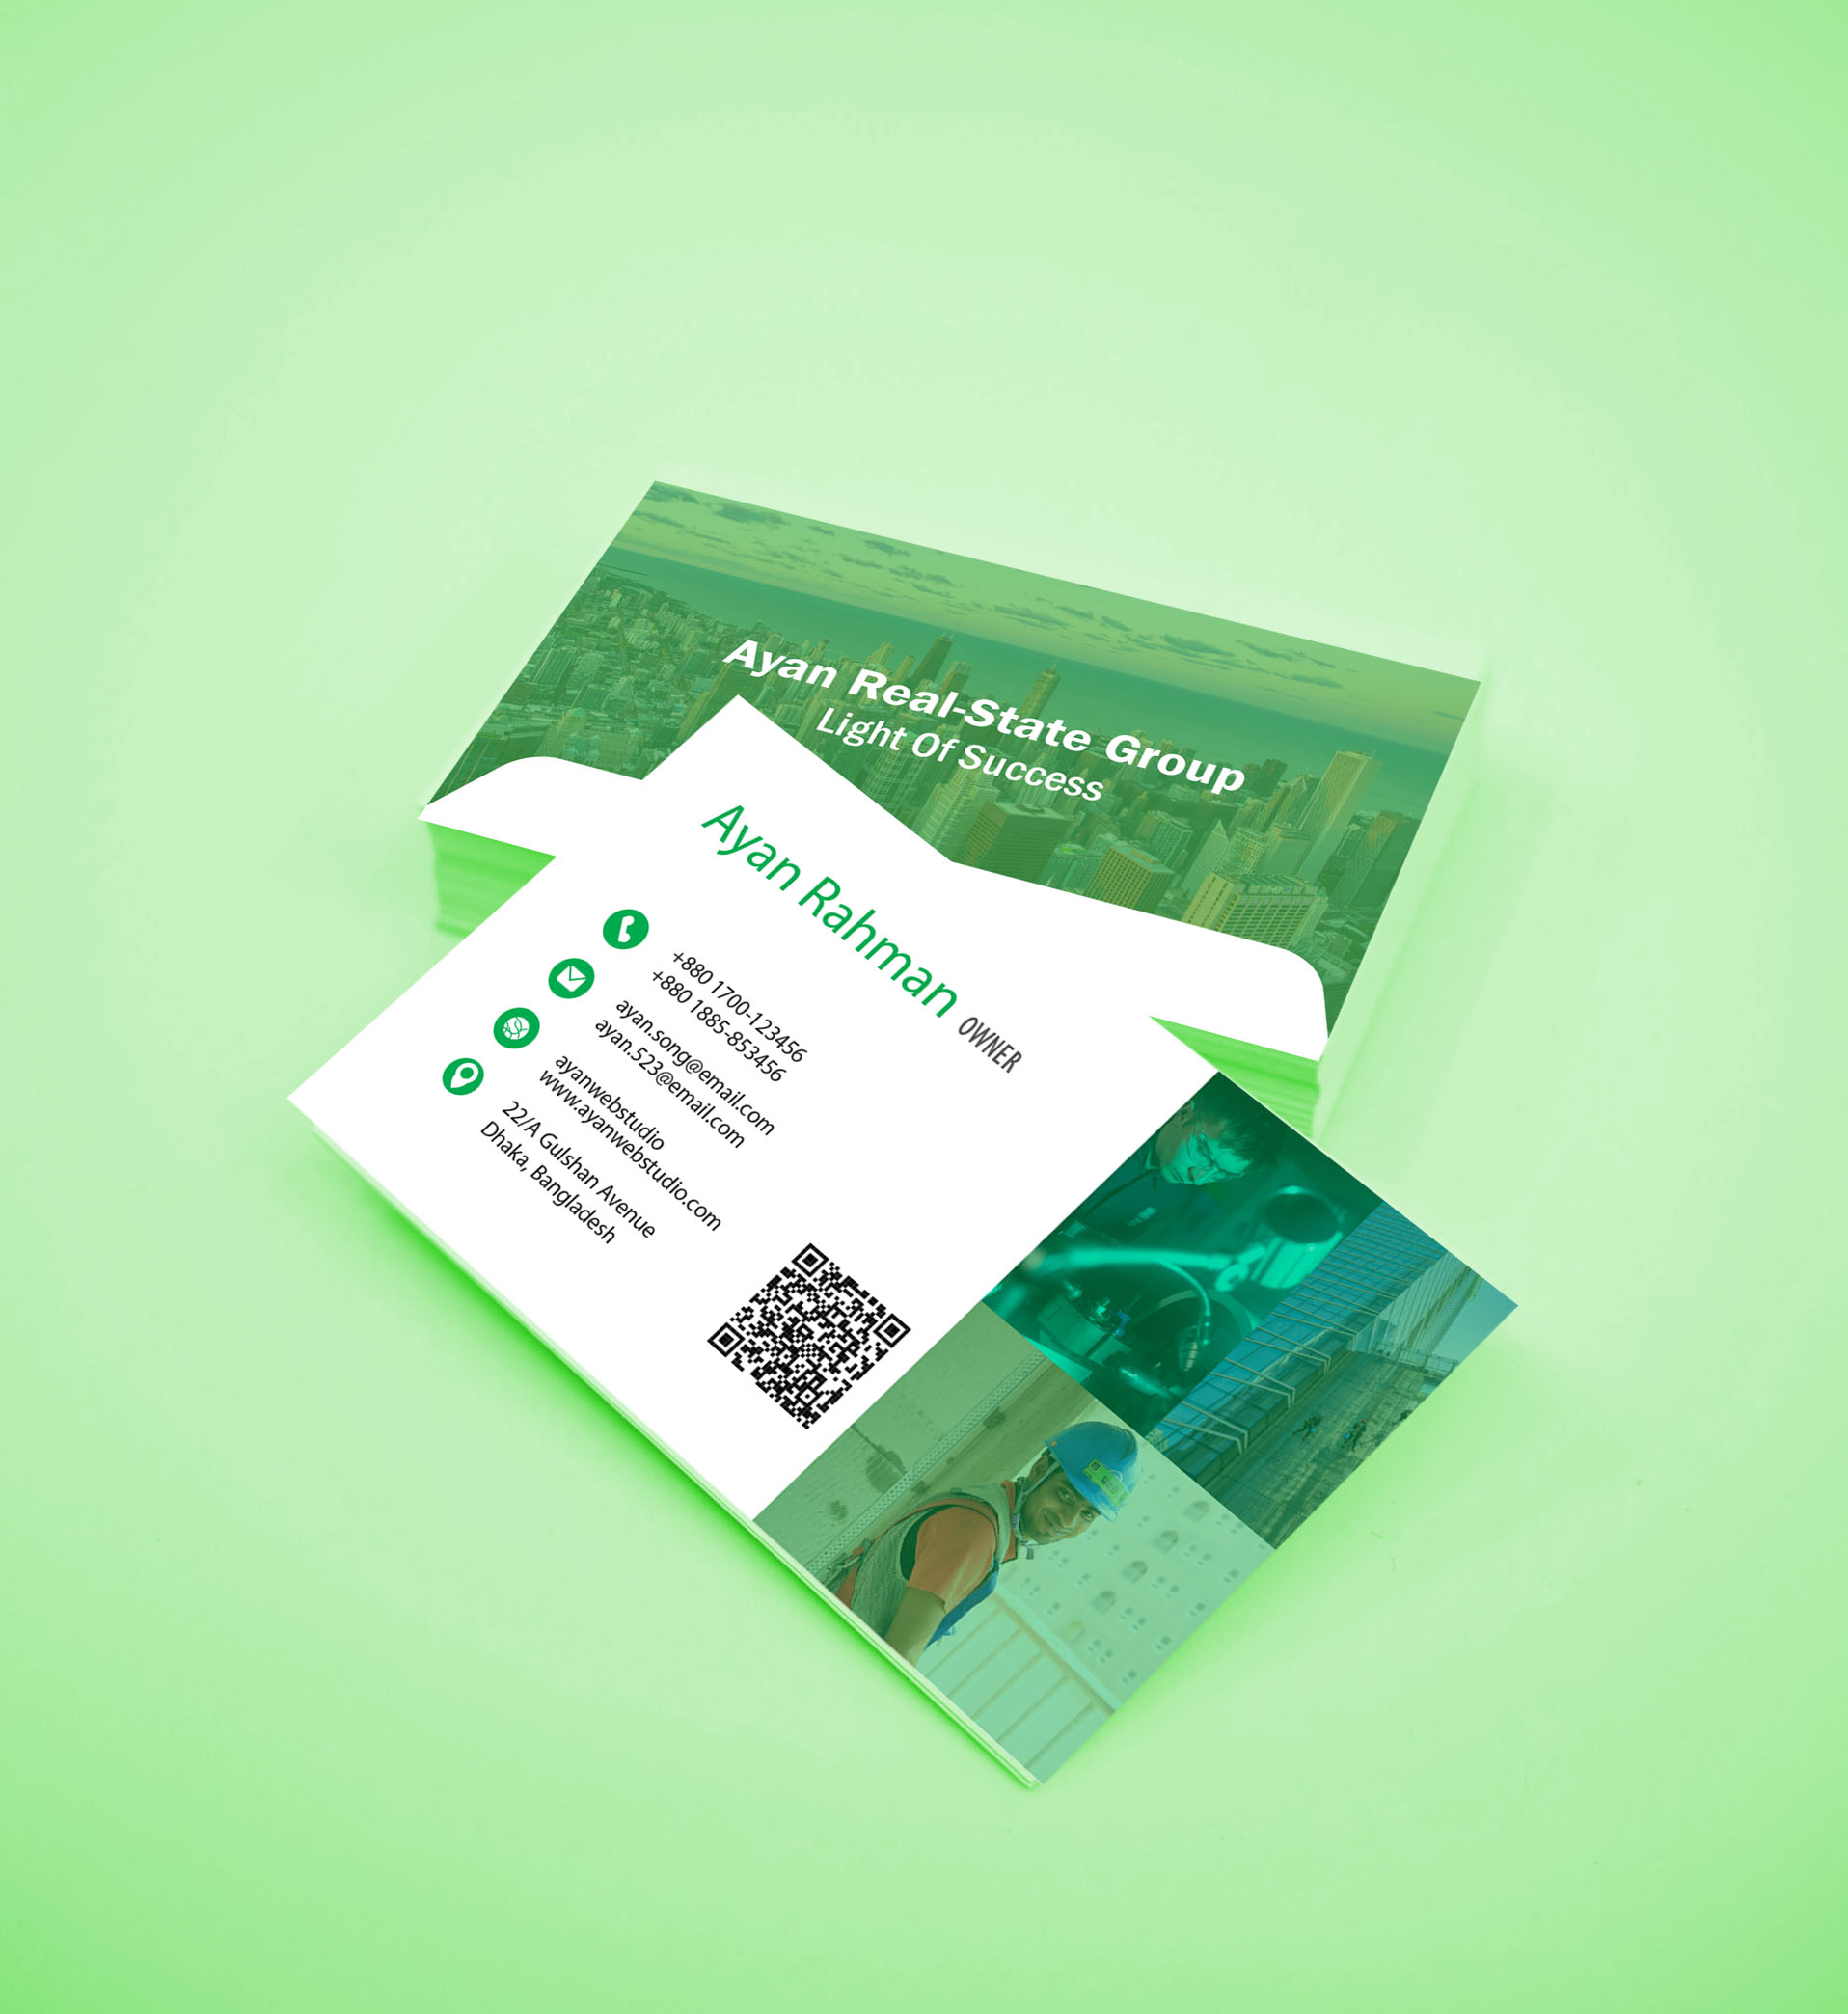 Ayan Real-State Group
Light Of Success
Ayan Rahman OWNER
+880 1700-123456
+880 1885-853456
ayan.song@email.com
ayan.523@email.com
ayanwebstudio
www.ayanwebstudio.com
22/A Gulshan Avenue
Dhaka, Bangladesh